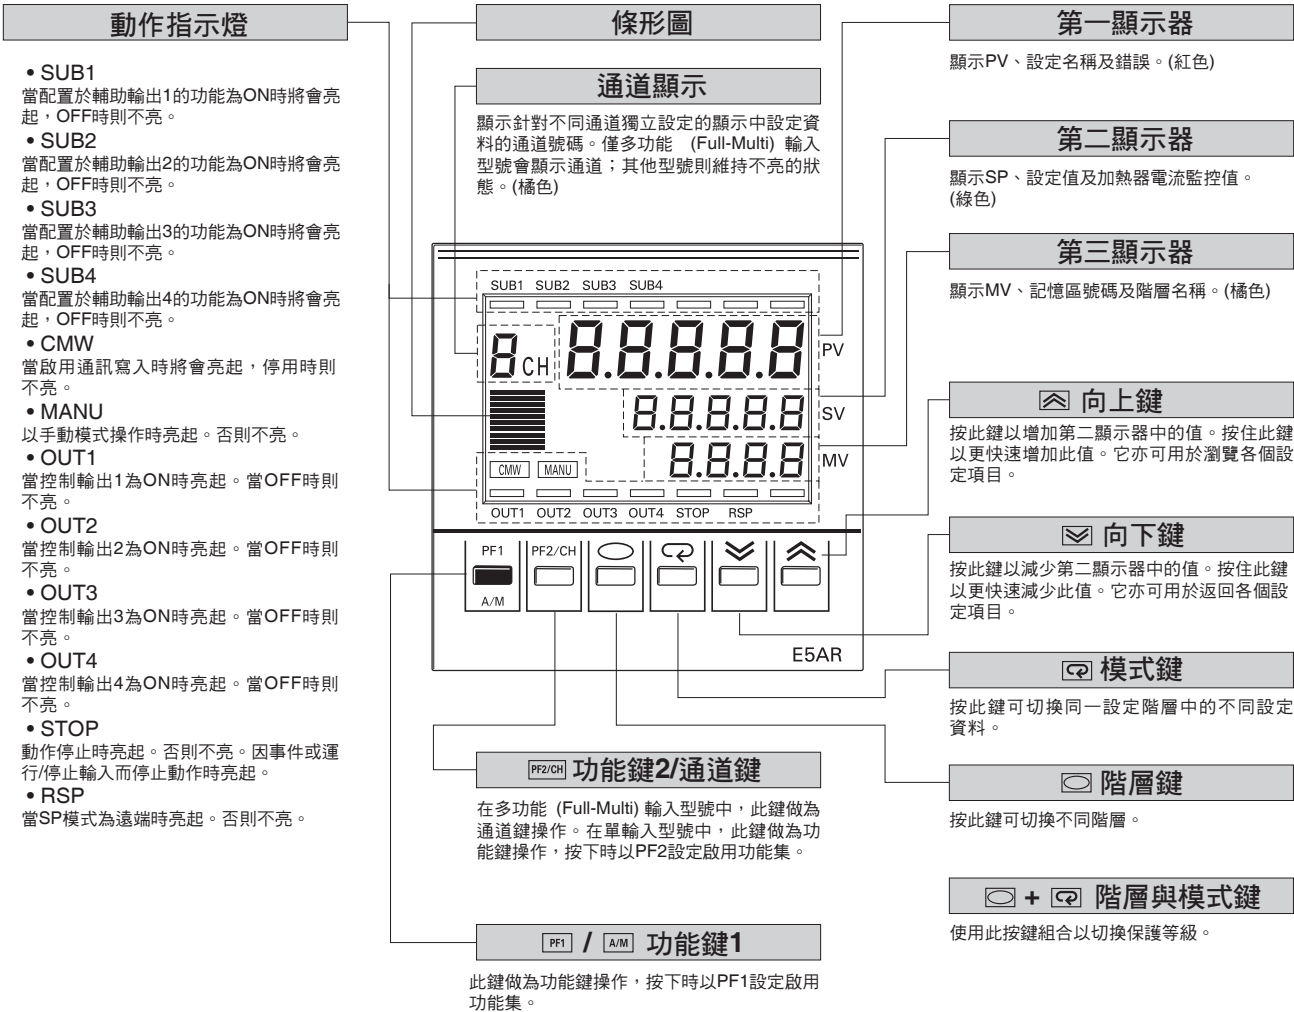 動作指示燈
• SUB1
當配置於輔助輸出1的功能為ON時將會亮
起，OFF時則不亮。
• SUB2
當配置於輔助輸出2的功能為ON時將會亮
起，OFF時則不亮。
• SUB3
當配置於輔助輸出3的功能為ON時將會亮
起，OFF時則不亮。
• SUB4
當配置於輔助輸出4的功能為ON時將會亮
起，OFF時則不亮。
• CMW
當啟用通訊寫入時將會亮起，停用時則
不亮。
• MANU
以手動模式操作時亮起。否則不亮。
• OUT1
當控制輸出1為ON時亮起。當OFF時則
不亮。
• OUT2
當控制輸出2為ON時亮起。當OFF時則
不亮。
• OUT3
當控制輸出3為ON時亮起。當OFF時則
不亮。
• OUT4
當控制輸出4為ON時亮起。當OFF時則
不亮。
• STOP
動作停止時亮起。否則不亮。因事件或運
行/停止輸入而停止動作時亮起。
• RSP
當SP模式為遠端時亮起。否則不亮。
條形圖
通道顯示
顯示針對不同通道獨立設定的顯示中設定資
料的通道號碼。僅多功能 (Full-Multi) 輸入
型號會顯示通道；其他型號則維持不亮的狀
態。(橘色)
SUB1 SUB2 SUB3 SUB4
8 CH 8.8.8.8.8 PV
8.8.8.8.8 SV
8.8.8.8 MV
CMW MANU
OUT1 OUT2 OUT3 OUT4 STOP RSP
PF1 PF2/CH
A/M
E5AR
PF2/CH 功能鍵2/通道鍵
在多功能 (Full-Multi) 輸入型號中，此鍵做為
通道鍵操作。在單輸入型號中，此鍵做為功
能鍵操作，按下時以PF2設定啟用功能集。
PF1 / A/M 功能鍵1
此鍵做為功能鍵操作，按下時以PF1設定啟用
功能集。
第一顯示器
顯示PV、設定名稱及錯誤。(紅色)
第二顯示器
顯示SP、設定值及加熱器電流監控值。
(綠色)
第三顯示器
顯示MV、記憶區號碼及階層名稱。(橘色)
向上鍵
按此鍵以增加第二顯示器中的值。按住此鍵
以更快速增加此值。它亦可用於瀏覽各個設
定項目。
向下鍵
按此鍵以減少第二顯示器中的值。按住此鍵
以更快速減少此值。它亦可用於返回各個設
定項目。
模式鍵
按此鍵可切換同一設定階層中的不同設定
資料。
階層鍵
按此鍵可切換不同階層。
+ 階層與模式鍵
使用此按鍵組合以切換保護等級。